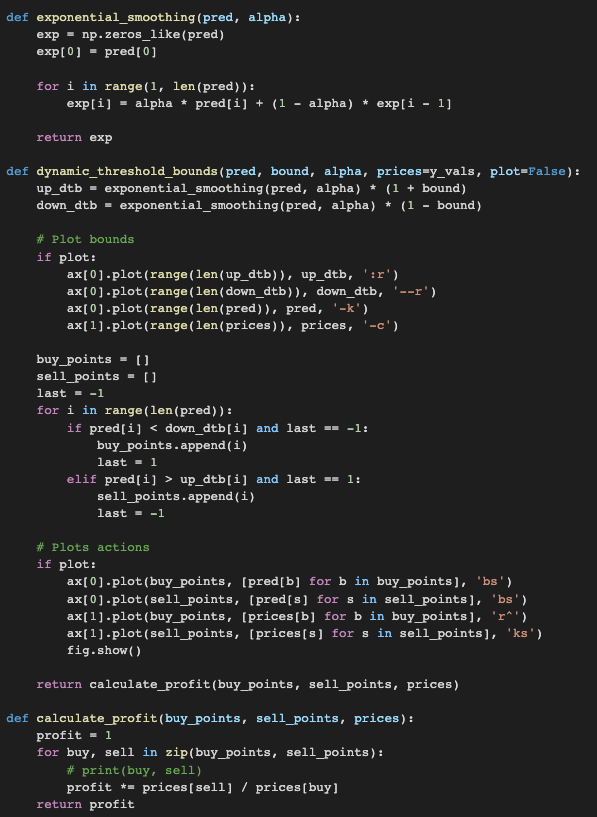 def exponential_smoothing(pred, alpha):
    exp = np.zeros_like(pred)
    exp[0] = pred[0]

    for i in range(1, len(pred)):
        exp[i] = alpha * pred[i] + (1 - alpha) * exp[i - 1]

    return exp

def dynamic_threshold_bounds(pred, bound, alpha, prices=y_vals, plot=False):
    up_dtb = exponential_smoothing(pred, alpha) * (1 + bound)
    down_dtb = exponential_smoothing(pred, alpha) * (1 - bound)

    # Plot bounds
    if plot:
        ax[0].plot(range(len(up_dtb)), up_dtb, ':r')
        ax[0].plot(range(len(down_dtb)), down_dtb, '--r')
        ax[0].plot(range(len(pred)), pred, '-k')
        ax[1].plot(range(len(prices)), prices, '-c')

    buy_points = []
    sell_points = []
    last = -1
    for i in range(len(pred)):
        if pred[i] < down_dtb[i] and last == -1:
            buy_points.append(i)
            last = 1
        elif pred[i] > up_dtb[i] and last == 1:
            sell_points.append(i)
            last = -1

    # Plots actions
    if plot:
        ax[0].plot(buy_points, [pred[b] for b in buy_points], 'bs')
        ax[0].plot(sell_points, [pred[s] for s in sell_points], 'bs')
        ax[1].plot(buy_points, [prices[b] for b in buy_points], 'r^')
        ax[1].plot(sell_points, [prices[s] for s in sell_points], 'ks')
        fig.show()

    return calculate_profit(buy_points, sell_points, prices)

def calculate_profit(buy_points, sell_points, prices):
    profit = 1
    for buy, sell in zip(buy_points, sell_points):
        # print(buy, sell)
        profit *= prices[sell] / prices[buy]
    return profit